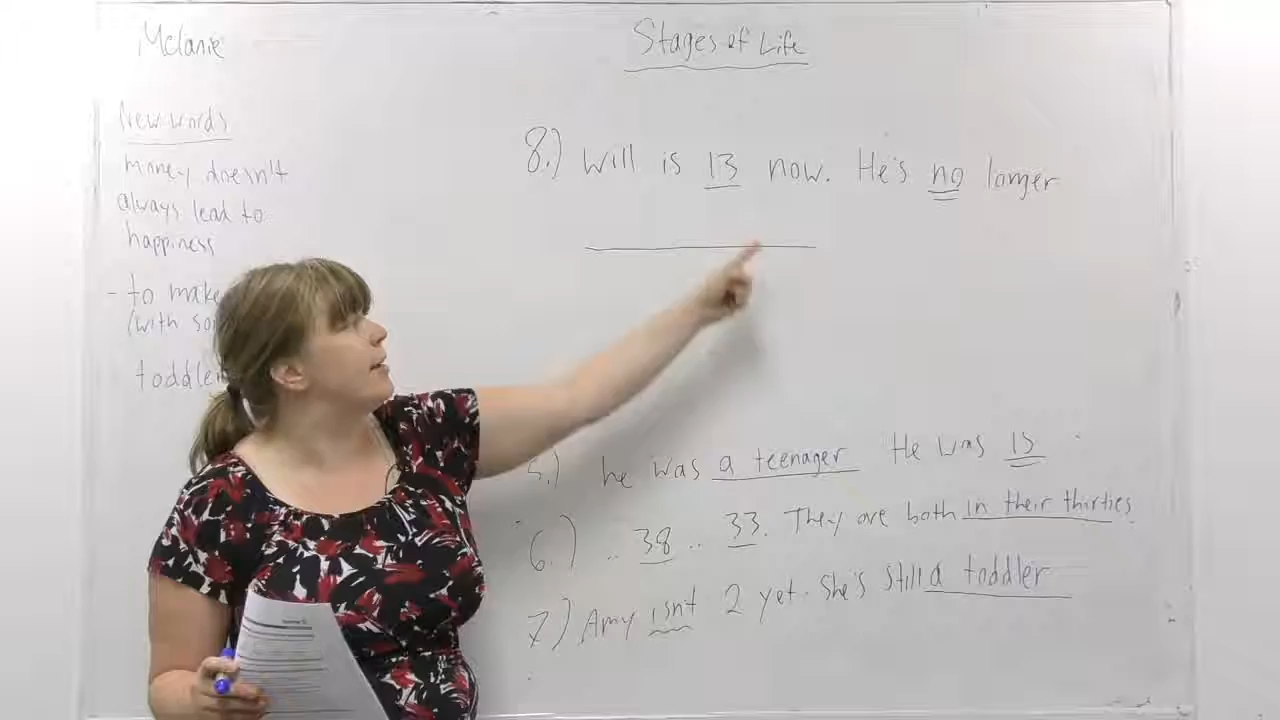 Melanie
Stages of Life
New words
money doesn't
always lead to
happiness
- to make
(with so
toddler
8.) Will is 13 now. He's no longer
5.) he was a teenager He was 15
6.) .. 38 .. 33. They are both in their thirties.
7.) Amy isn't 2 yet. She's still a toddler